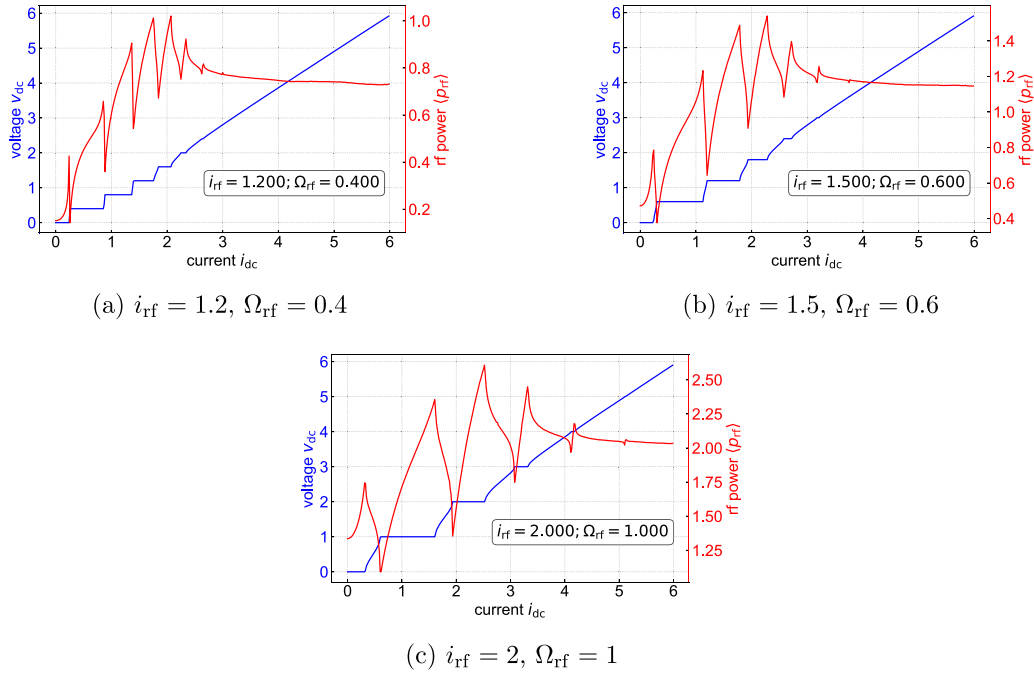 6
5
4
3
2
1
0
voltage v_dc
1.0
0.8
0.6
0.4
0.2
rf power ⟨p_rf⟩
i_rf = 1.200; Ω_rf = 0.400
0 1 2 3 4 5 6
current i_dc
(a) i_rf = 1.2, Ω_rf = 0.4
6
5
4
3
2
1
0
voltage v_dc
1.4
1.2
1.0
0.8
0.6
0.4
rf power ⟨p_rf⟩
i_rf = 1.500; Ω_rf = 0.600
0 1 2 3 4 5 6
current i_dc
(b) i_rf = 1.5, Ω_rf = 0.6
6
5
4
3
2
1
0
voltage v_dc
2.50
2.25
2.00
1.75
1.50
1.25
rf power ⟨p_rf⟩
i_rf = 2.000; Ω_rf = 1.000
0 1 2 3 4 5 6
current i_dc
(c) i_rf = 2, Ω_rf = 1